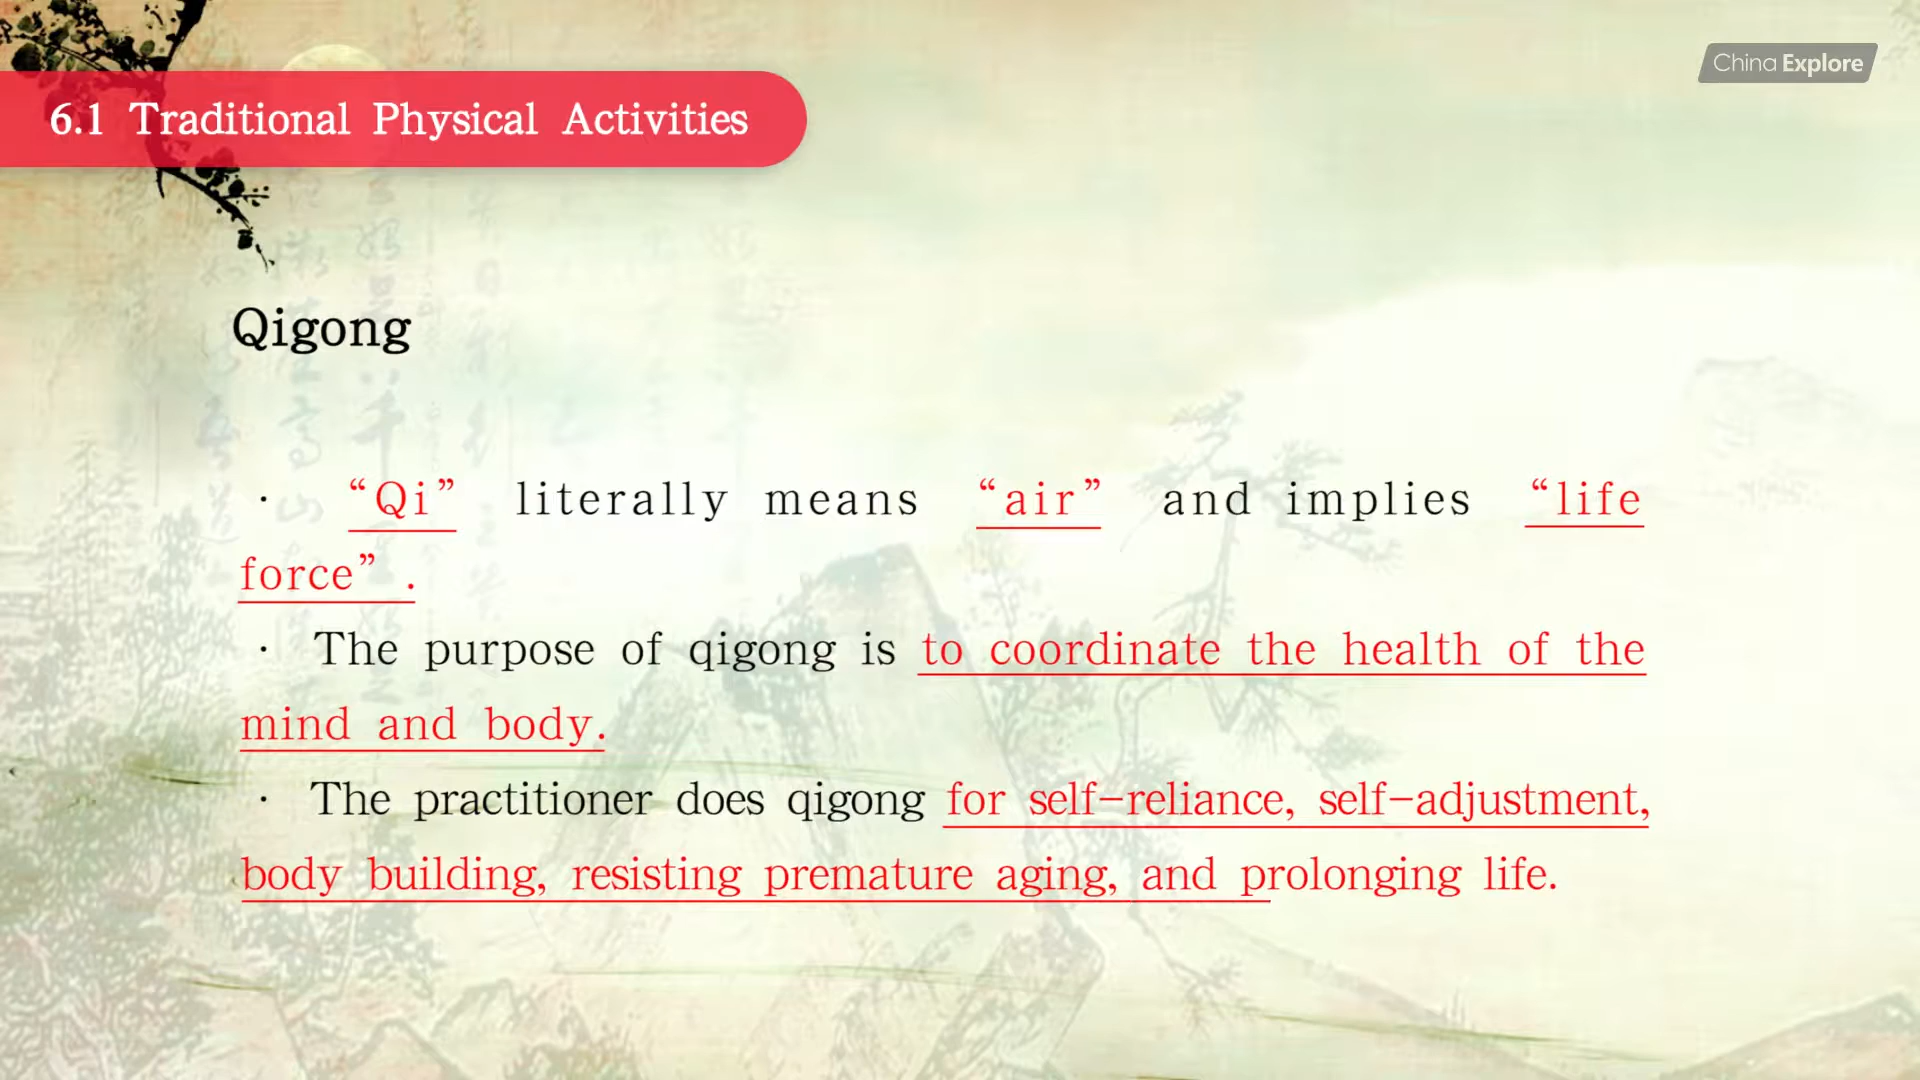 China Explore
6.1 Traditional Physical Activities
Qigong
· “Qi” literally means “air” and implies “life
force” .
· The purpose of qigong is to coordinate the health of the
mind and body.
· The practitioner does qigong for self-reliance, self-adjustment,
body building, resisting premature aging, and prolonging life.